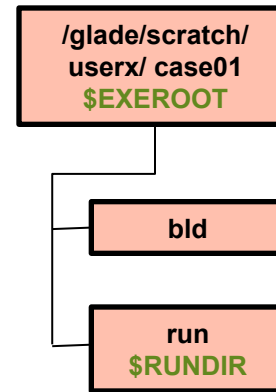 /glade/scratch/
userx/ case01
$EXEROOT
bld
run
$RUNDIR